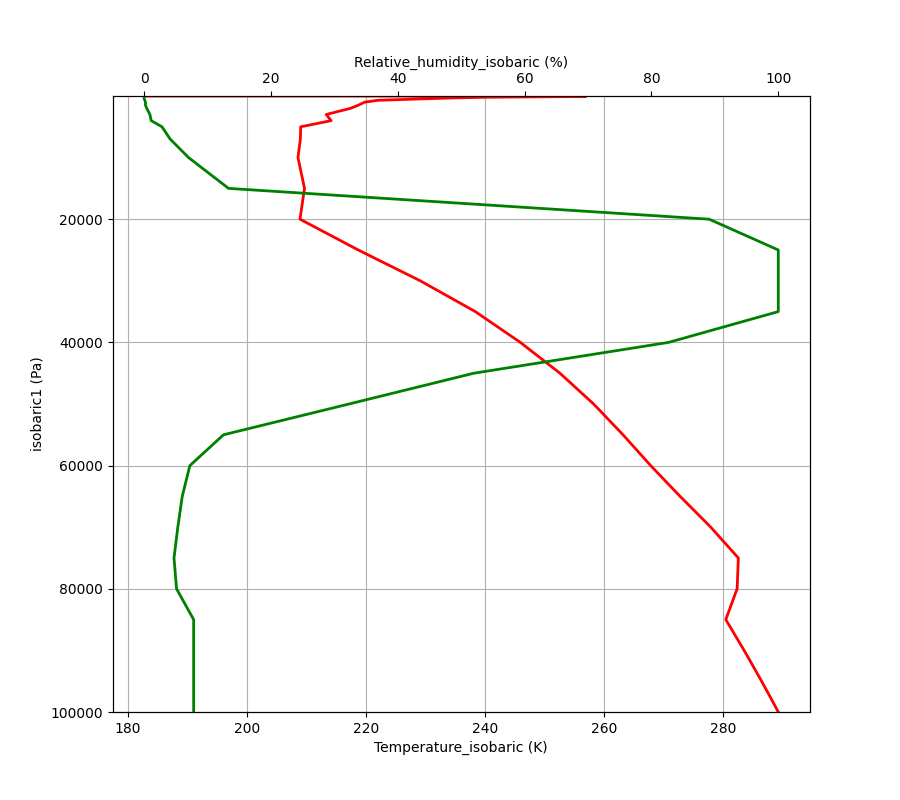 Relative_humidity_isobaric (%)
0 20 40 60 80 100
isobaric1 (Pa)
20000
40000
60000
80000
100000
180 200 220 240 260 280
Temperature_isobaric (K)